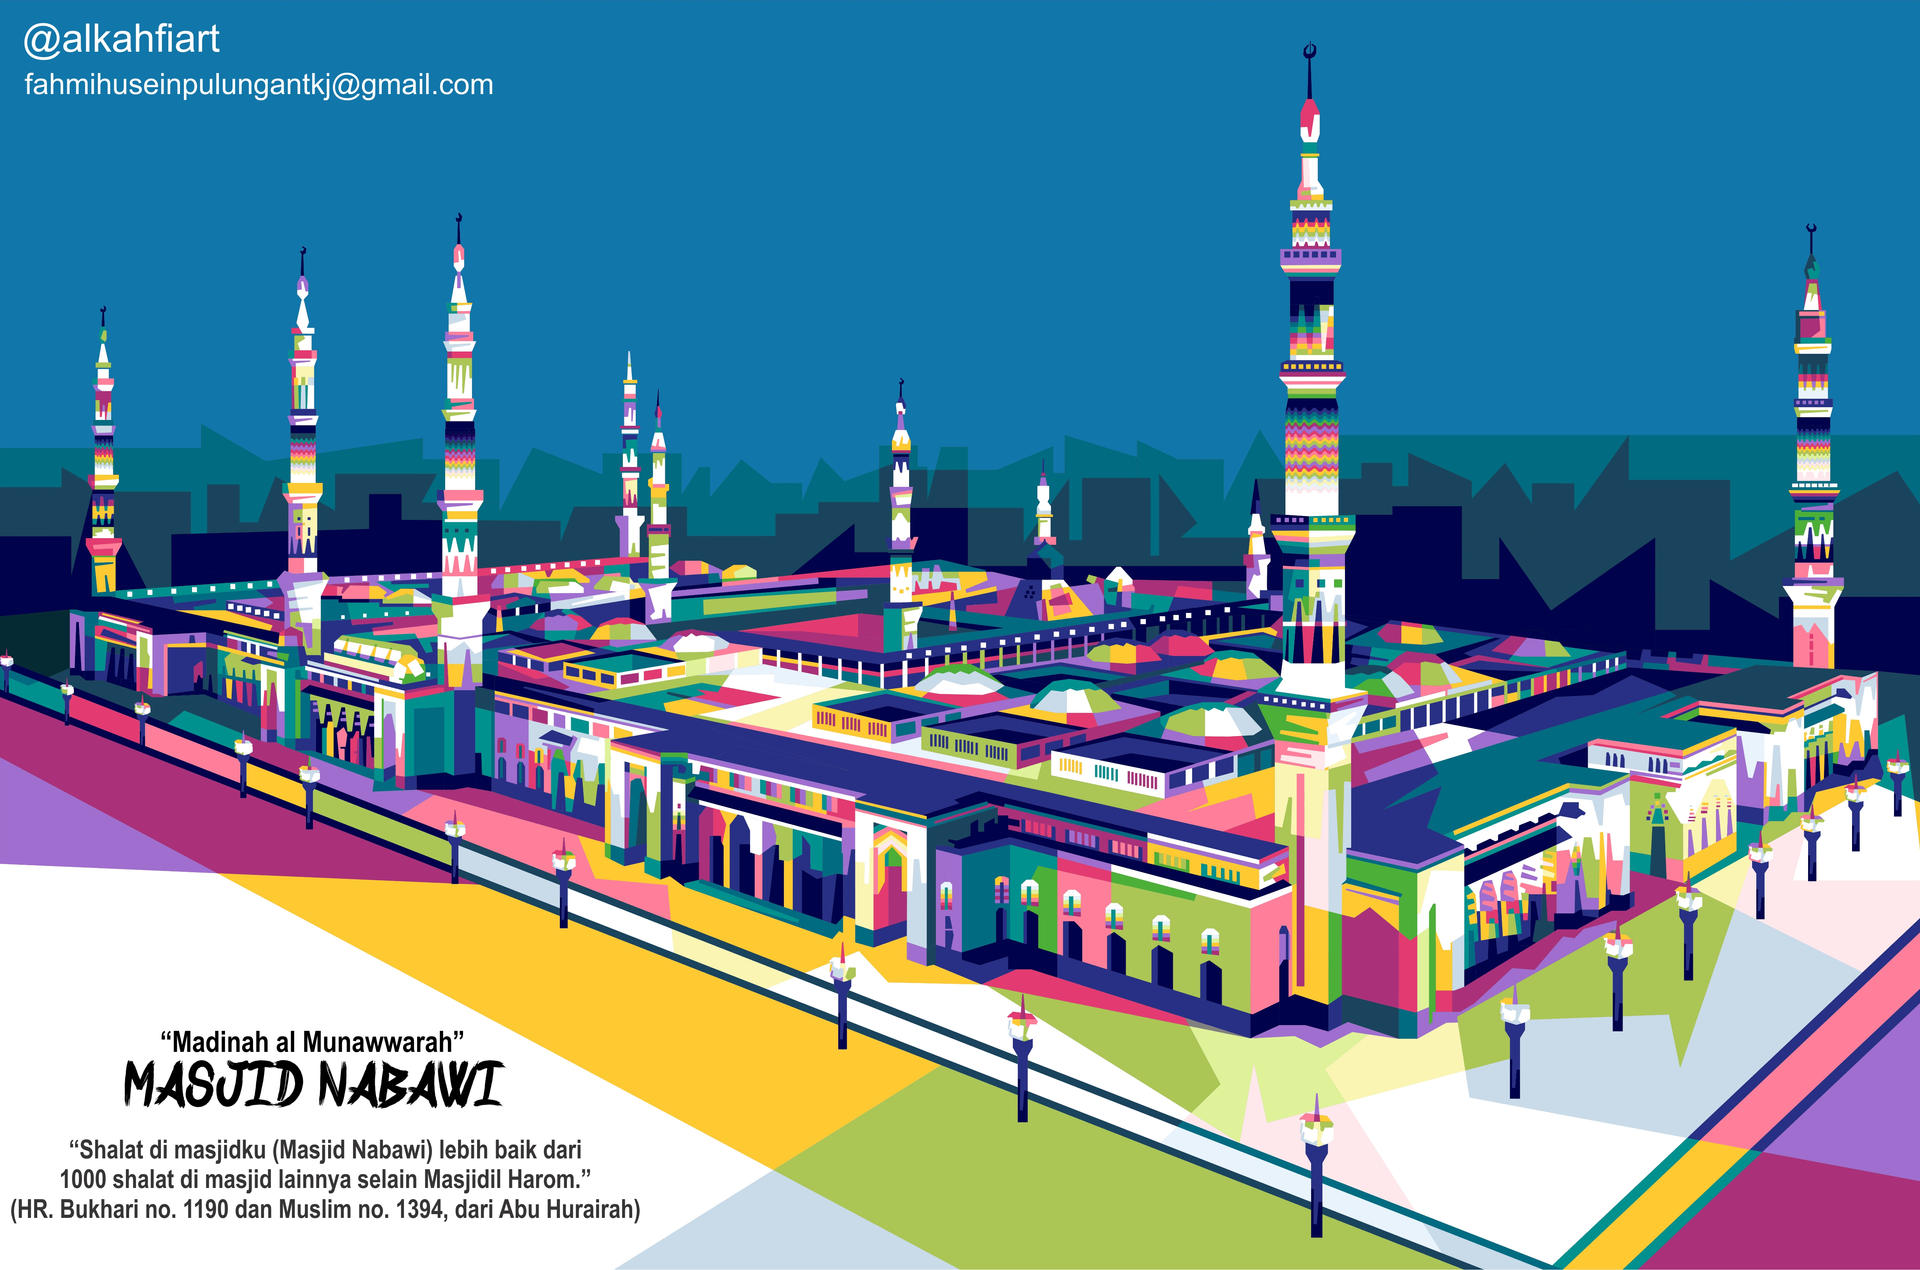 @alkahfiart
fahmihuseinpulungantkj@gmail.com
“Madinah al Munawwarah”
MASJID NABAWI
“Shalat di masjidku (Masjid Nabawi) lebih baik dari
1000 shalat di masjid lainnya selain Masjidil Harom.”
(HR. Bukhari no. 1190 dan Muslim no. 1394, dari Abu Hurairah)